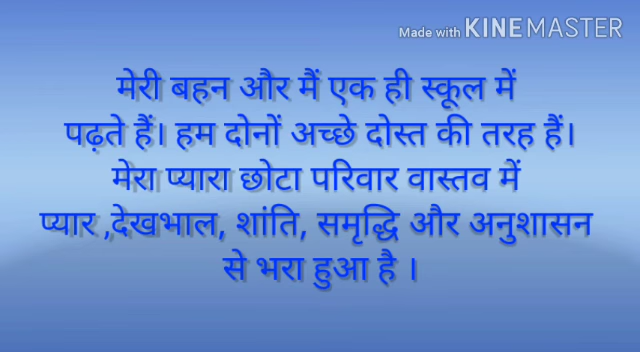 Made with KINEMASTER
मेरी बहन और मैं एक ही स्कूल में
पढ़ते हैं। हम दोनों अच्छे दोस्त की तरह हैं।
मेरा प्यारा छोटा परिवार वास्तव में
प्यार ,देखभाल, शांति, समृद्धि और अनुशासन
से भरा हुआ है ।